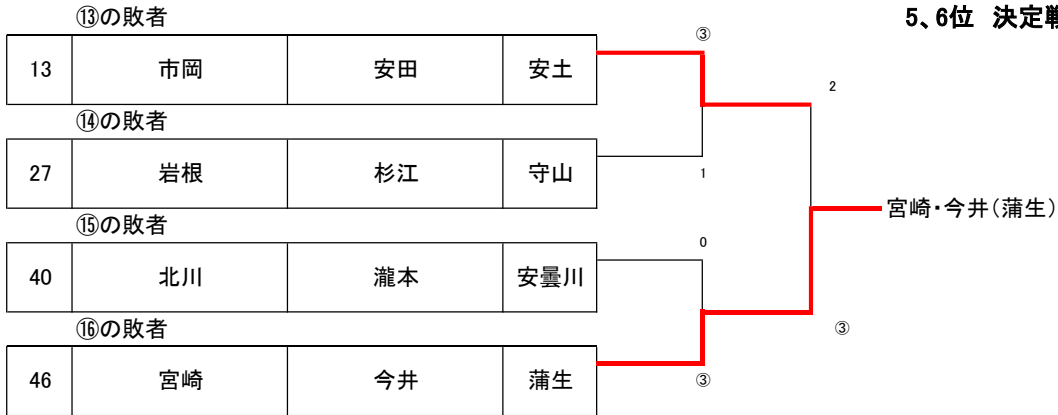 ⑬の敗者
5、6位 決定戦
13 市岡 安田 安土
③
2
⑭の敗者
27 岩根 杉江 守山
1
宮崎・今井(蒲生)
⑮の敗者
0
40 北川 瀧本 安曇川
⑯の敗者
③
46 宮崎 今井 蒲生
③